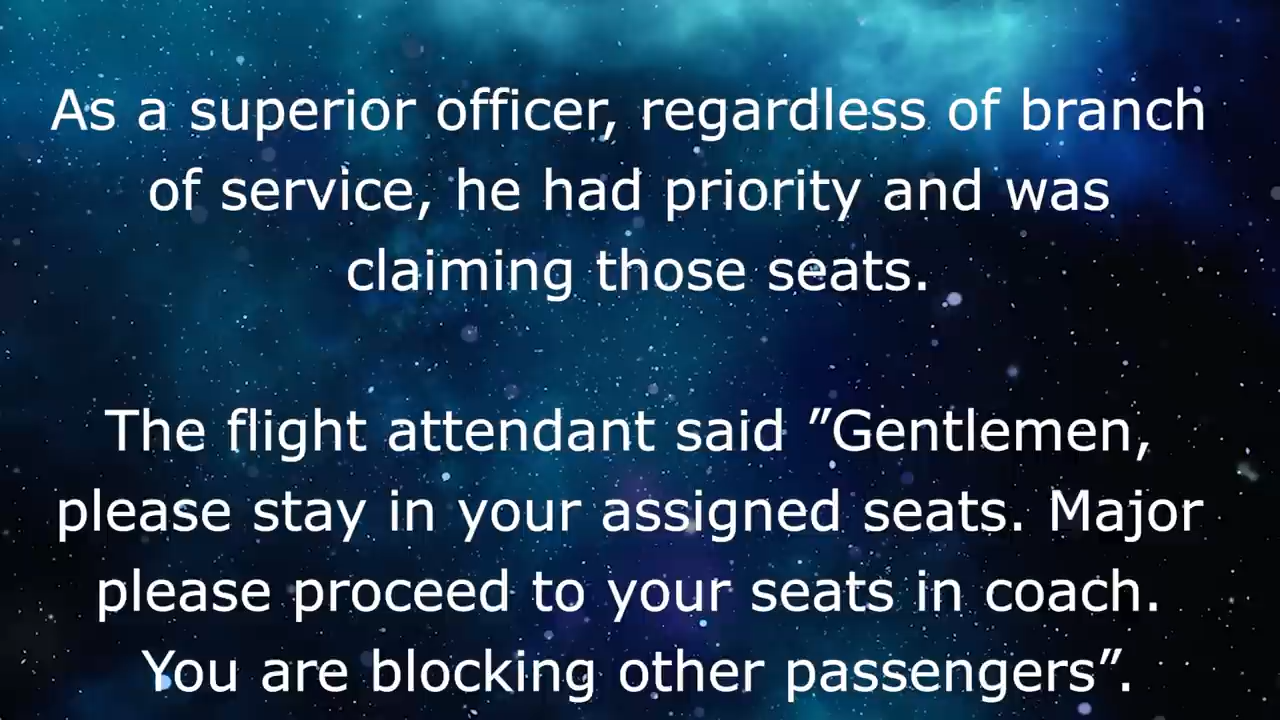 As a superior officer, regardless of branch
of service, he had priority and was
claiming those seats.
The flight attendant said ”Gentlemen,
please stay in your assigned seats. Major
please proceed to your seats in coach.
You are blocking other passengers”.